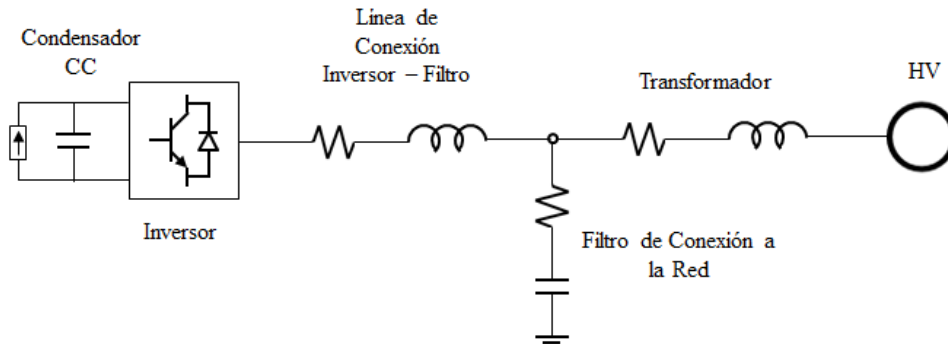 Condensador
CC
Línea de
Conexión
Inversor – Filtro
Transformador
HV
Inversor
Filtro de Conexión a
la Red